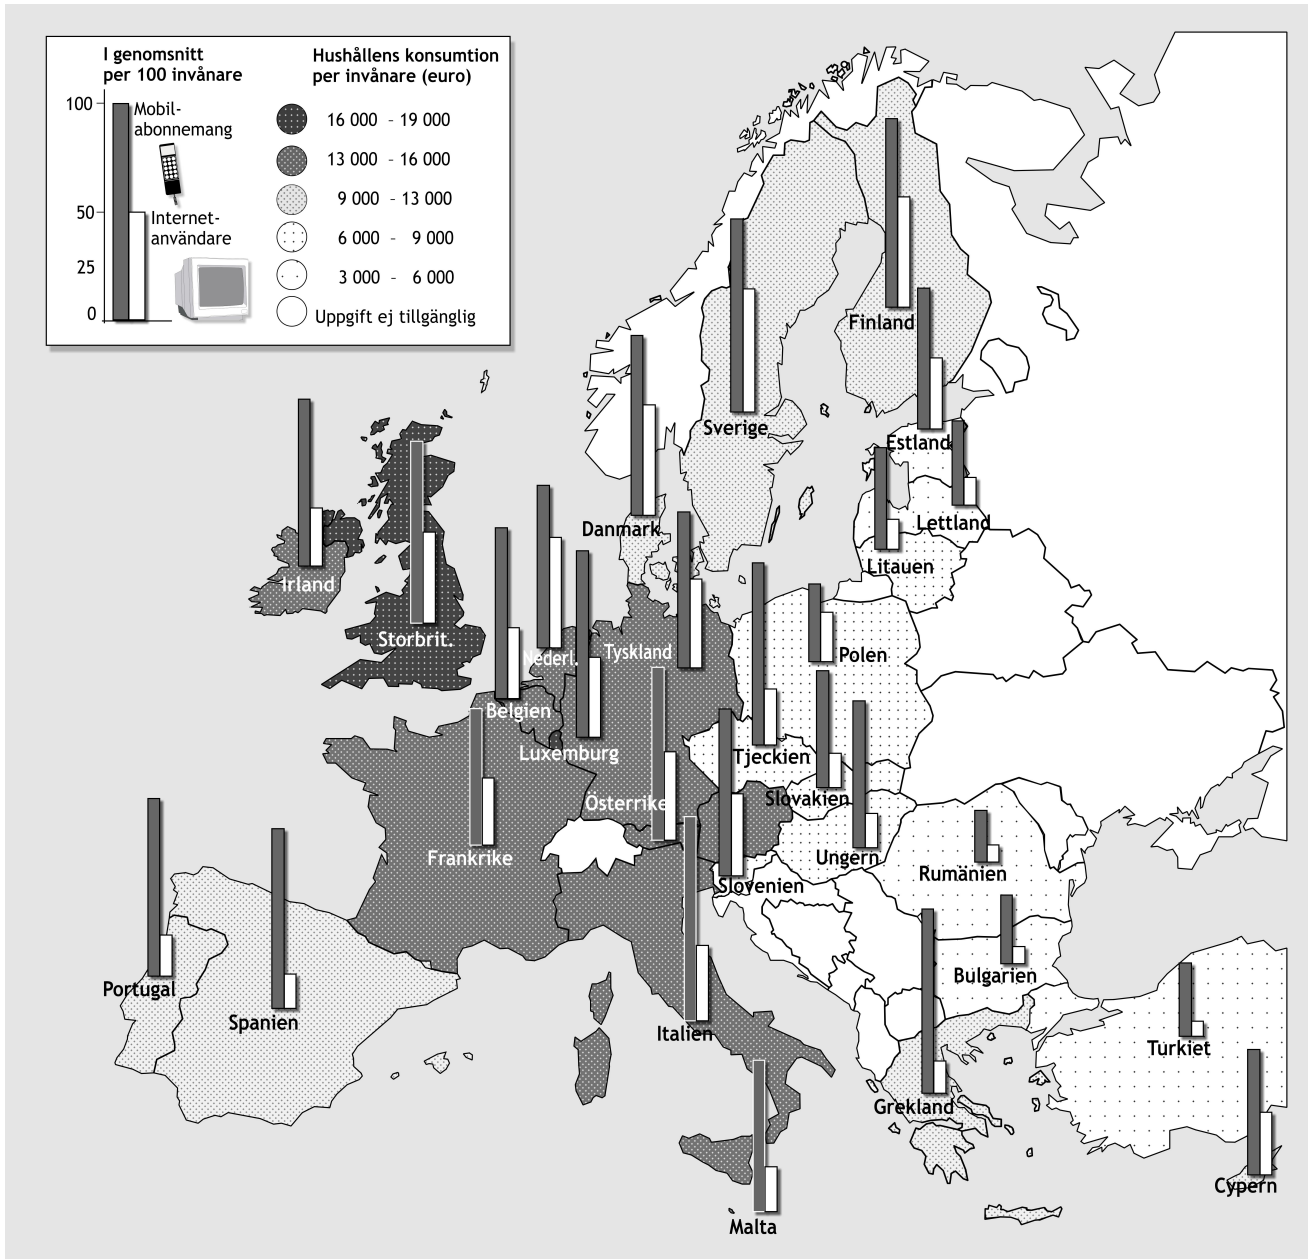 I genomsnitt
per 100 invånare
100
Mobil-
abonnemang
50
Internet-
användare
25
0
Hushållens konsumtion
per invånare (euro)
16 000 - 19 000
13 000 - 16 000
9 000 - 13 000
6 000 - 9 000
3 000 - 6 000
Uppgift ej tillgänglig
Finland
Sverige
Estland
Danmark
Lettland
Litauen
Irland
Storbrit.
Nederl.
Tyskland
Polen
Belgien
Luxemburg
Tjeckien
Österrike
Slovakien
Frankrike
Ungern
Rumänien
Slovenien
Portugal
Bulgarien
Spanien
Italien
Turkiet
Grekland
Cypern
Malta